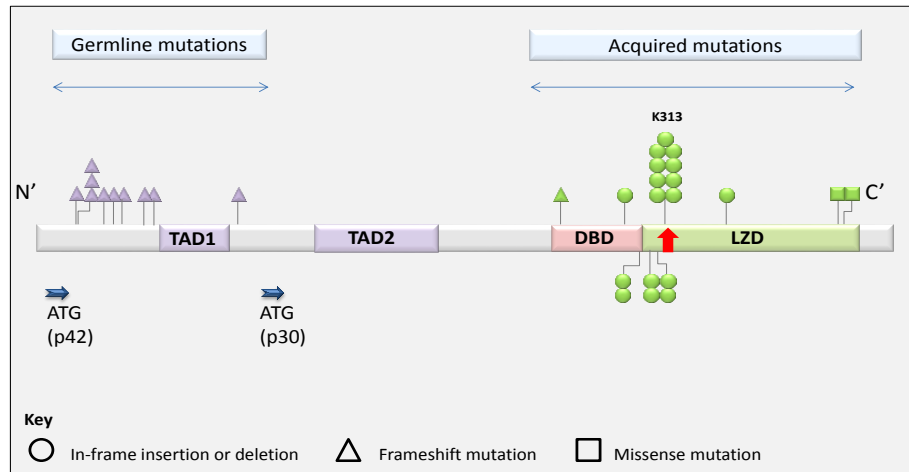 Germline mutations
Acquired mutations
K313
N’
C’
TAD1
TAD2
DBD
LZD
ATG
(p42)
ATG
(p30)
Key
In-frame insertion or deletion
Frameshift mutation
Missense mutation